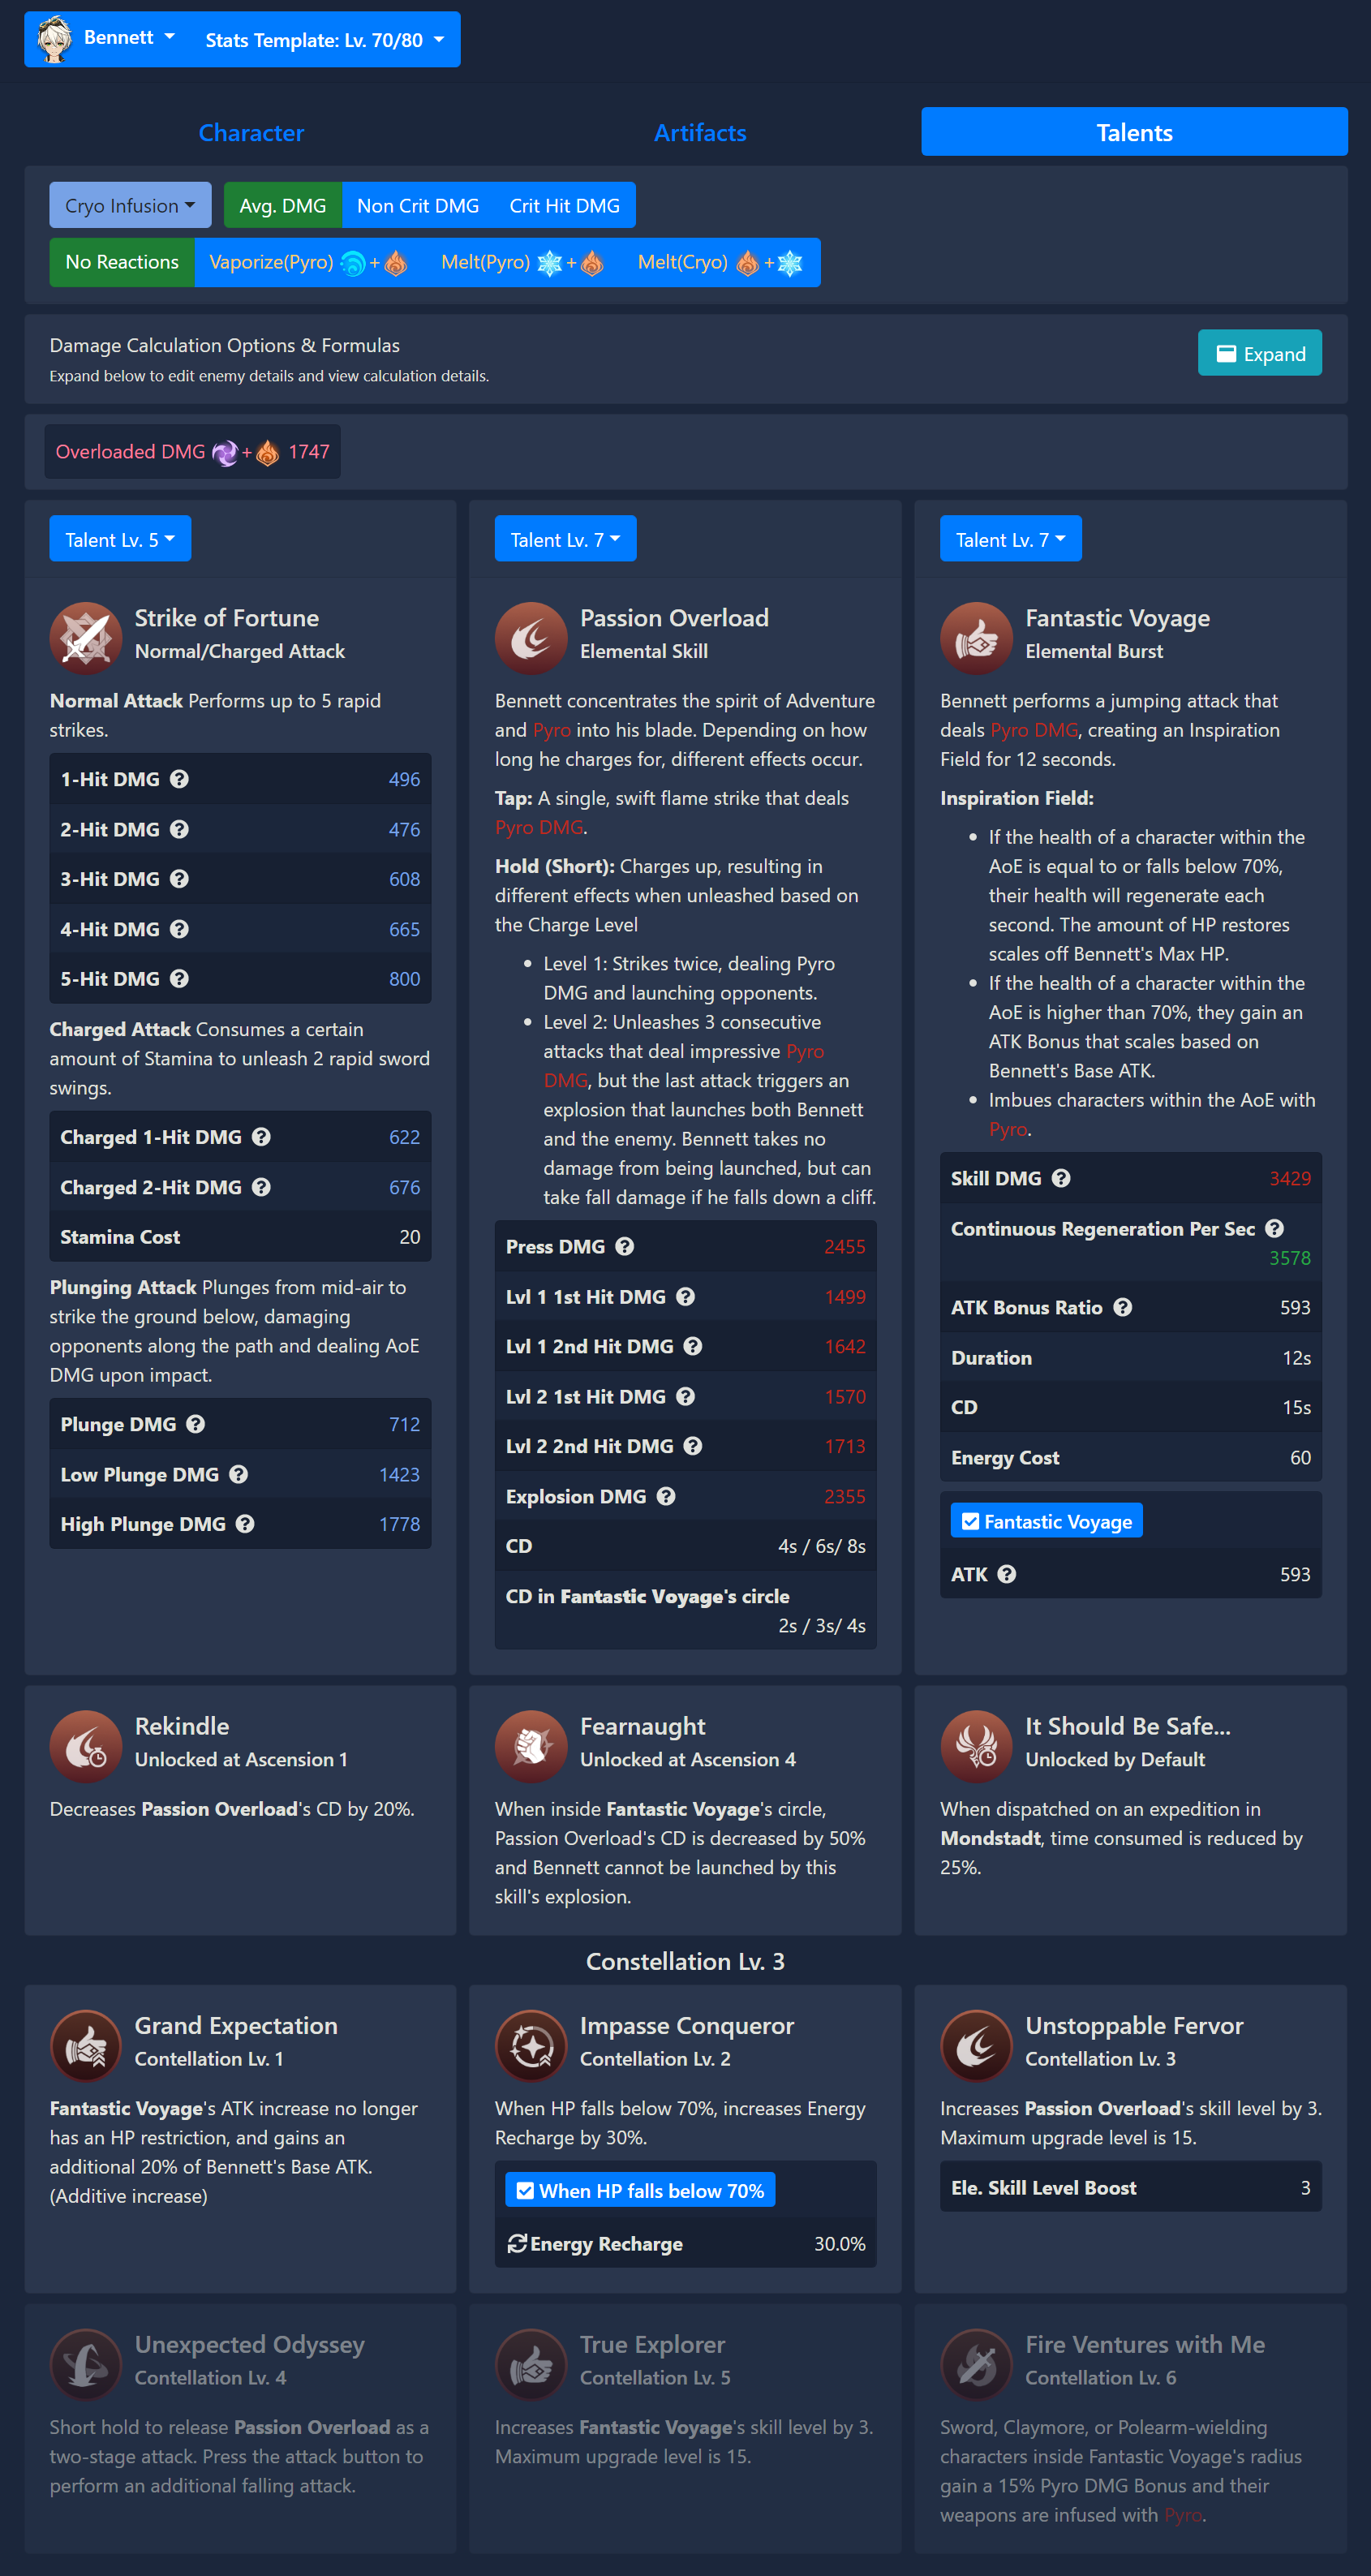 Bennett
Stats Template: Lv. 70/80
Character
Artifacts
Talents
Cryo Infusion
Avg. DMG
Non Crit DMG
Crit Hit DMG
No Reactions
Vaporize(Pyro) +
Melt(Pyro) +
Melt(Cryo) +
Damage Calculation Options & Formulas
Expand below to edit enemy details and view calculation details.
Expand
Overloaded DMG + 1747
Talent Lv. 5
Strike of Fortune
Normal/Charged Attack
Normal Attack Performs up to 5 rapid
strikes.
1-Hit DMG 496
2-Hit DMG 476
3-Hit DMG 608
4-Hit DMG 665
5-Hit DMG 800
Charged Attack Consumes a certain
amount of Stamina to unleash 2 rapid sword
swings.
Charged 1-Hit DMG 622
Charged 2-Hit DMG 676
Stamina Cost 20
Plunging Attack Plunges from mid-air to
strike the ground below, damaging
opponents along the path and dealing AoE
DMG upon impact.
Plunge DMG 712
Low Plunge DMG 1423
High Plunge DMG 1778
Talent Lv. 7
Passion Overload
Elemental Skill
Bennett concentrates the spirit of Adventure
and Pyro into his blade. Depending on how
long he charges for, different effects occur.
Tap: A single, swift flame strike that deals
Pyro DMG.
Hold (Short): Charges up, resulting in
different effects when unleashed based on
the Charge Level
• Level 1: Strikes twice, dealing Pyro
DMG and launching opponents.
• Level 2: Unleashes 3 consecutive
attacks that deal impressive Pyro
DMG, but the last attack triggers an
explosion that launches both Bennett
and the enemy. Bennett takes no
damage from being launched, but can
take fall damage if he falls down a cliff.
Press DMG 2455
Lvl 1 1st Hit DMG 1499
Lvl 1 2nd Hit DMG 1642
Lvl 2 1st Hit DMG 1570
Lvl 2 2nd Hit DMG 1713
Explosion DMG 2355
CD 4s / 6s/ 8s
CD in Fantastic Voyage's circle
2s / 3s/ 4s
Talent Lv. 7
Fantastic Voyage
Elemental Burst
Bennett performs a jumping attack that
deals Pyro DMG, creating an Inspiration
Field for 12 seconds.
Inspiration Field:
• If the health of a character within the
AoE is equal to or falls below 70%,
their health will regenerate each
second. The amount of HP restores
scales off Bennett's Max HP.
• If the health of a character within the
AoE is higher than 70%, they gain an
ATK Bonus that scales based on
Bennett's Base ATK.
• Imbues characters within the AoE with
Pyro.
Skill DMG 3429
Continuous Regeneration Per Sec
3578
ATK Bonus Ratio 593
Duration 12s
CD 15s
Energy Cost 60
Fantastic Voyage
ATK 593
Rekindle
Unlocked at Ascension 1
Decreases Passion Overload's CD by 20%.
Fearnaught
Unlocked at Ascension 4
When inside Fantastic Voyage's circle,
Passion Overload's CD is decreased by 50%
and Bennett cannot be launched by this
skill's explosion.
It Should Be Safe...
Unlocked by Default
When dispatched on an expedition in
Mondstadt, time consumed is reduced by
25%.
Constellation Lv. 3
Grand Expectation
Contellation Lv. 1
Fantastic Voyage's ATK increase no longer
has an HP restriction, and gains an
additional 20% of Bennett's Base ATK.
(Additive increase)
Impasse Conqueror
Contellation Lv. 2
When HP falls below 70%, increases Energy
Recharge by 30%.
When HP falls below 70%
Energy Recharge 30.0%
Unstoppable Fervor
Contellation Lv. 3
Increases Passion Overload's skill level by 3.
Maximum upgrade level is 15.
Ele. Skill Level Boost 3
Unexpected Odyssey
Contellation Lv. 4
Short hold to release Passion Overload as a
two-stage attack. Press the attack button to
perform an additional falling attack.
True Explorer
Contellation Lv. 5
Increases Fantastic Voyage's skill level by 3.
Maximum upgrade level is 15.
Fire Ventures with Me
Contellation Lv. 6
Sword, Claymore, or Polearm-wielding
characters inside Fantastic Voyage's radius
gain a 15% Pyro DMG Bonus and their
weapons are infused with Pyro.